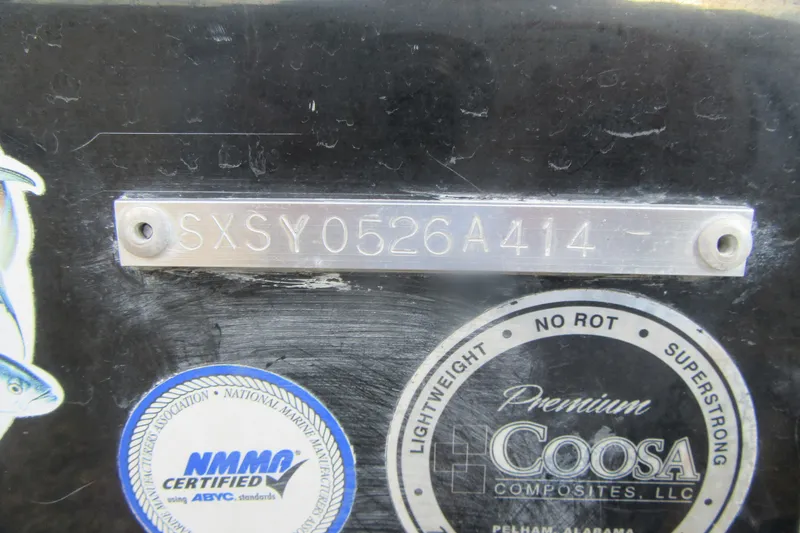 SXSY0526A414 -
NATIONAL MARINE MANUFACTURERS ASSOCIATION •
NMMA®
CERTIFIED
using ABYC. standards
LIGHTWEIGHT • NO ROT • SUPERSTRONG
Premium
COOSA
COMPOSITES, LLC
PELHAM, ALABAMA